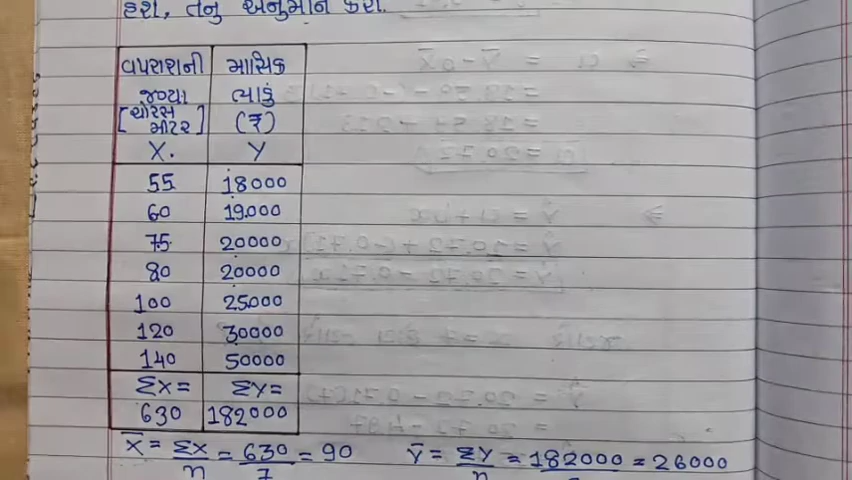 હશે, તેનું અનુમાન કરો.
વપરાશની માસિક
જગ્યા ભાડું
[ચોરસ મીટર] (₹)
X. Y
55 18000
60 19000
75 20000
80 20000
100 25000
120 30000
140 50000
ΣX= ΣY=
630 182000
X̄ = ΣX/n = 630/7 = 90 Ȳ = ΣY/n = 182000 = 26000